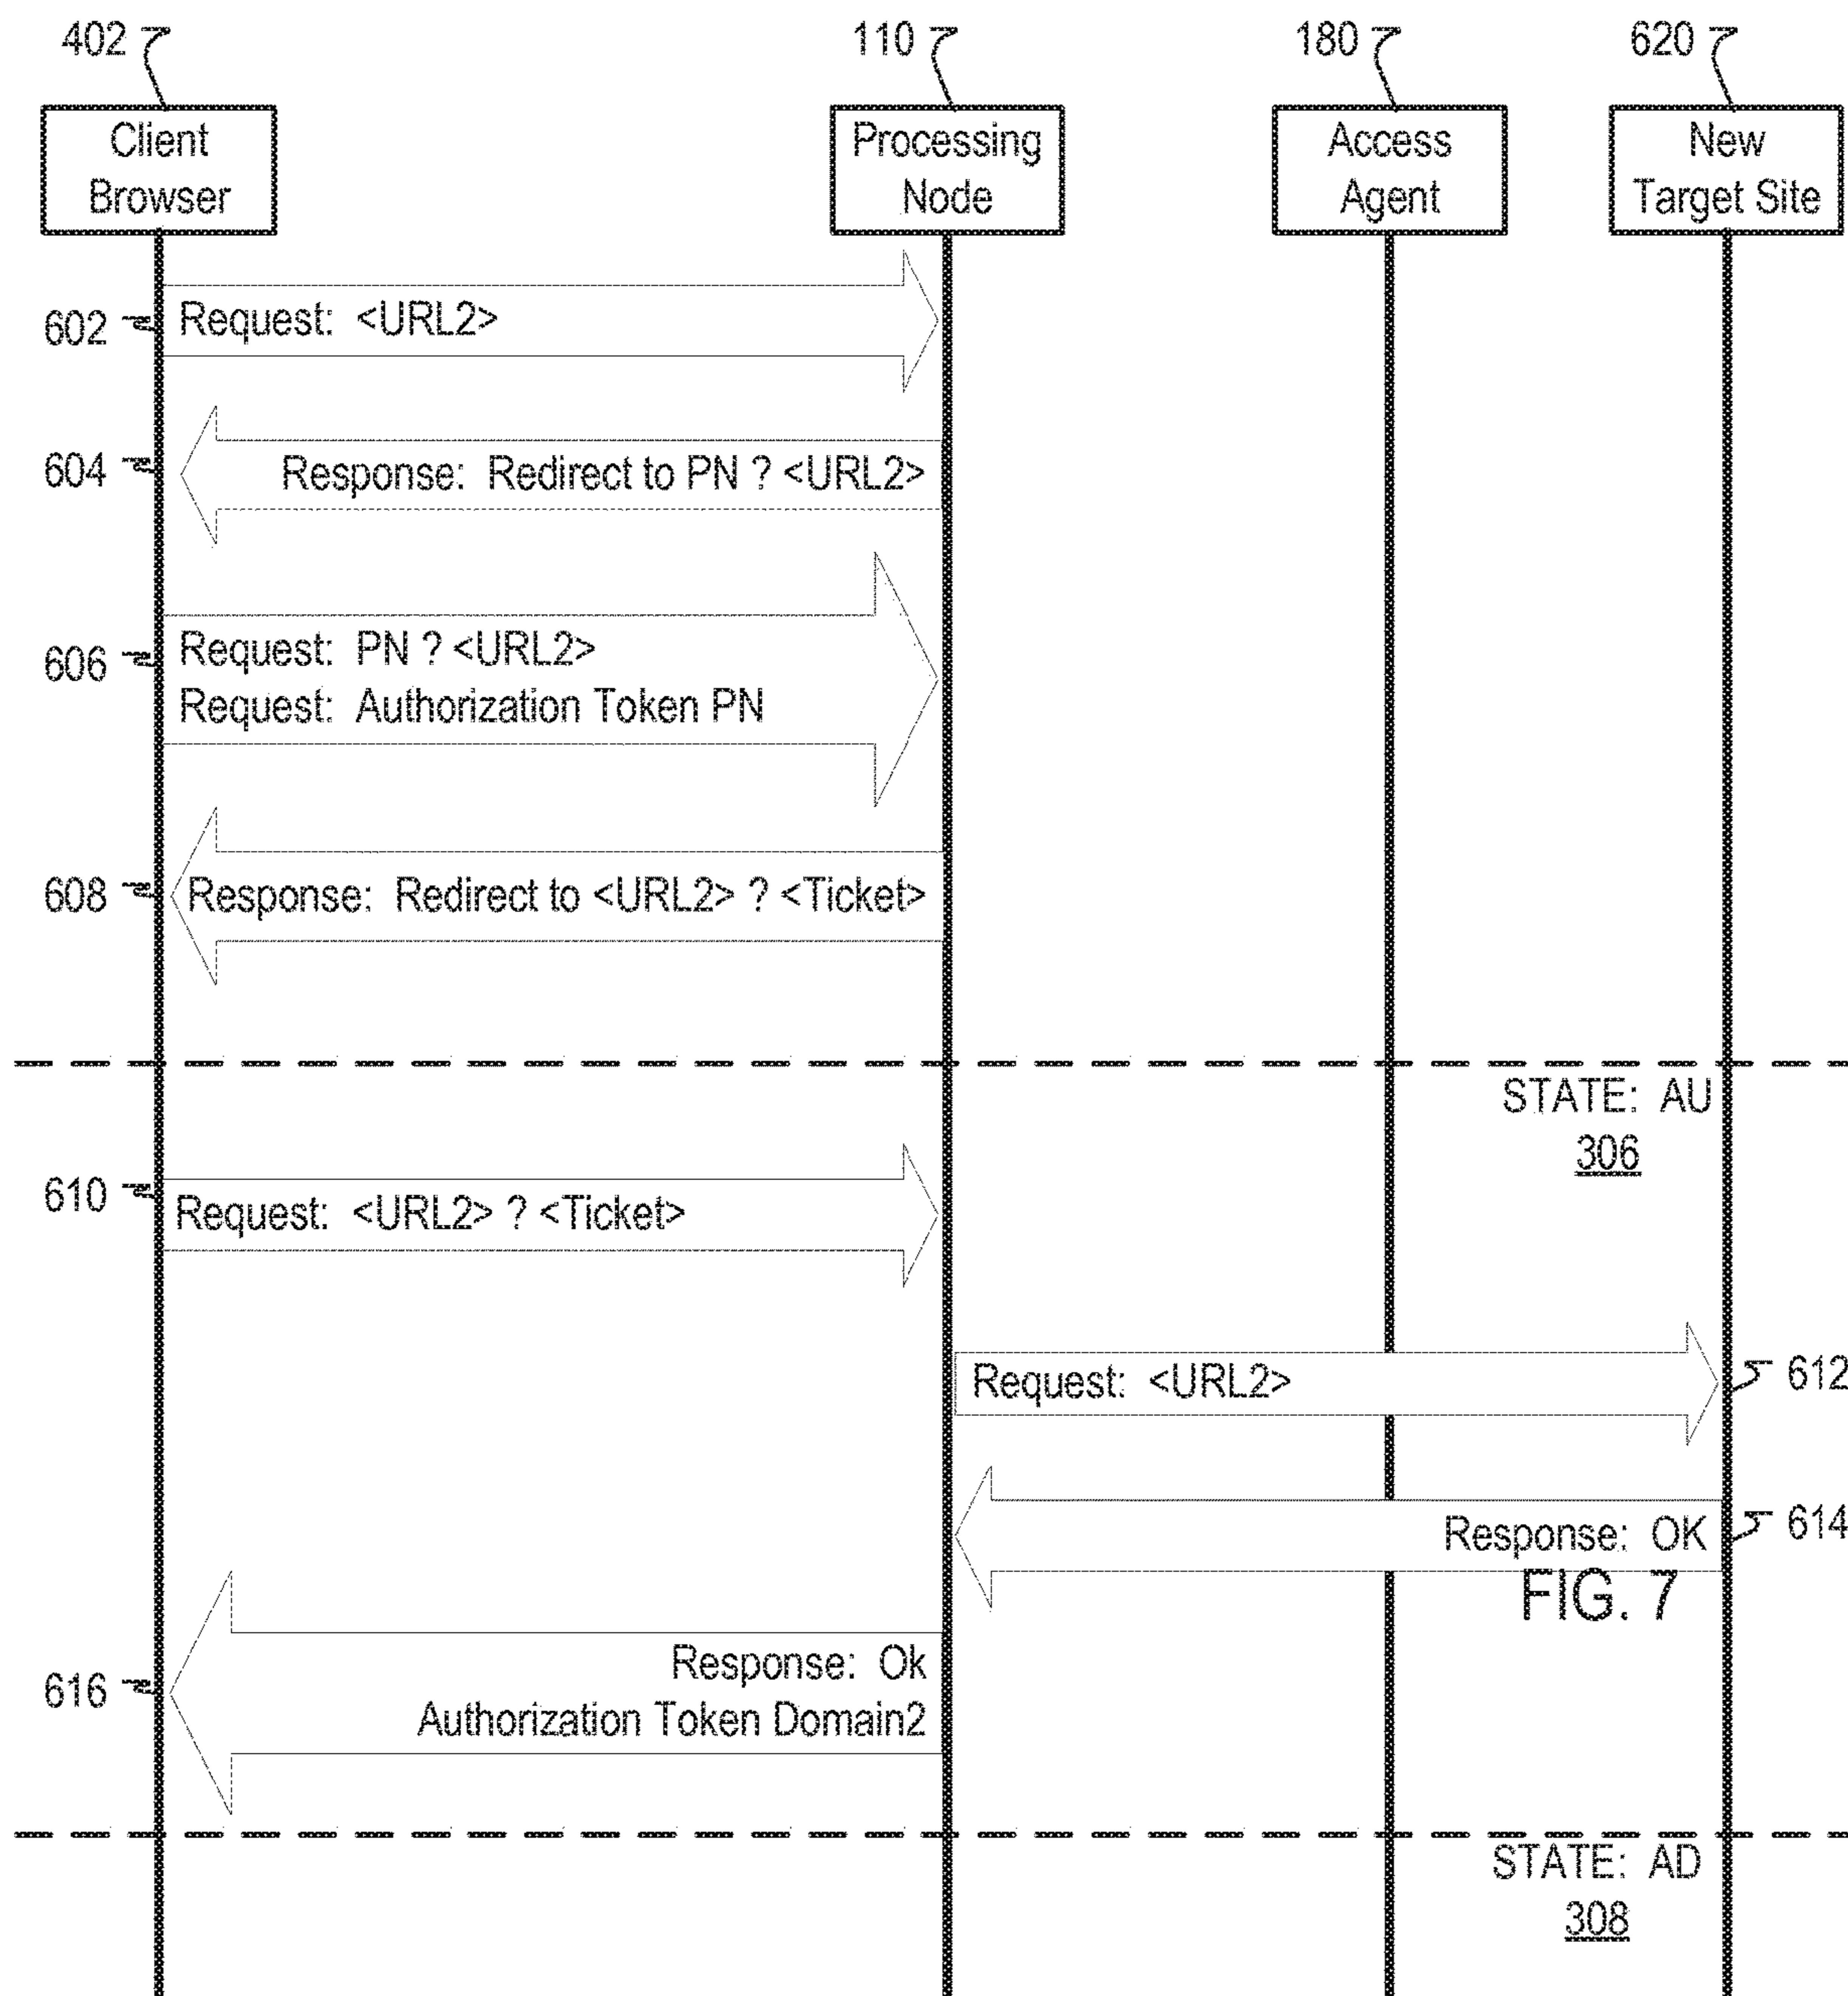 402
110
180
620
Client
Browser
Processing
Node
Access
Agent
New
Target Site
602
Request: <URL2>
604
Response: Redirect to PN ? <URL2>
606
Request: PN ? <URL2>
Request: Authorization Token PN
608
Response: Redirect to <URL2> ? <Ticket>
STATE: AU
306
610
Request: <URL2> ? <Ticket>
Request: <URL2>
612
Response: OK
614
FIG. 7
616
Response: Ok
Authorization Token Domain2
STATE: AD
308